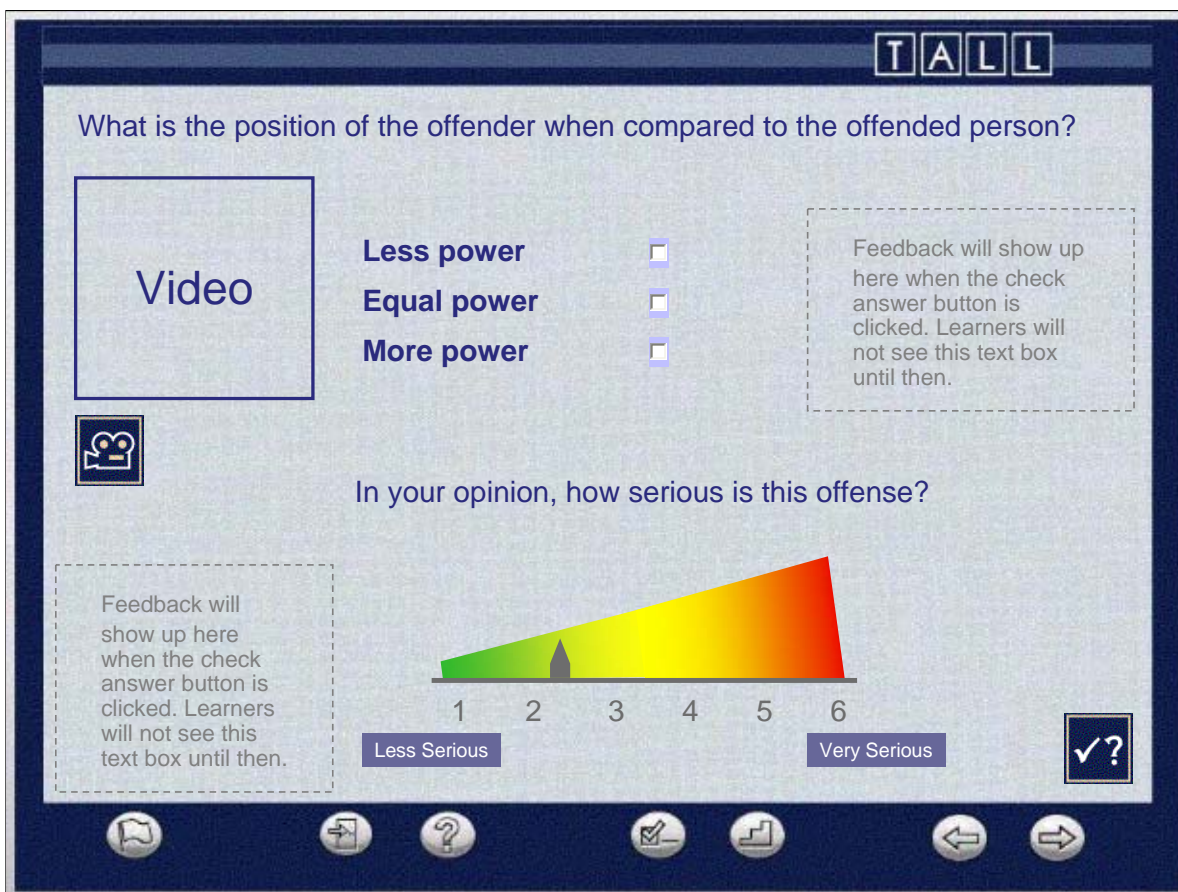 TALL
What is the position of the offender when compared to the offended person?
Video
Less power
Equal power
More power
Feedback will show up
here when the check
answer button is
clicked. Learners will
not see this text box
until then.
In your opinion, how serious is this offense?
Feedback will
show up here
when the check
answer button is
clicked. Learners
will not see this
text box until then.
1 2 3 4 5 6
Less Serious Very Serious
✓?
?